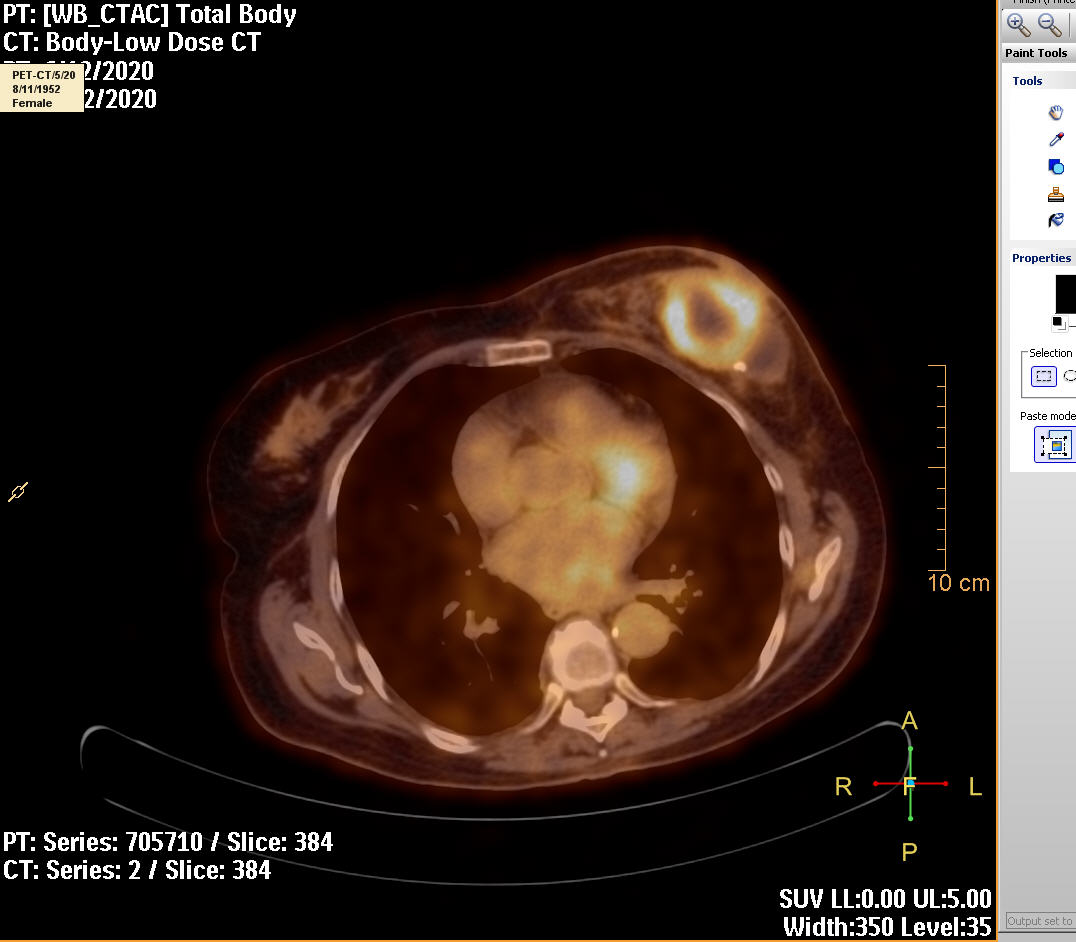 PT: [WB_CTAC] Total Body
CT: Body-Low Dose CT
2/2020
PET-CT/5/20
8/11/1952
Female
2/2020
Paint Tools
Tools
Properties
Selection
Paste mode
10 cm
A
R
F
L
P
PT: Series: 705710 / Slice: 384
CT: Series: 2 / Slice: 384
SUV LL:0.00 UL:5.00
Width:350 Level:35
Output set to